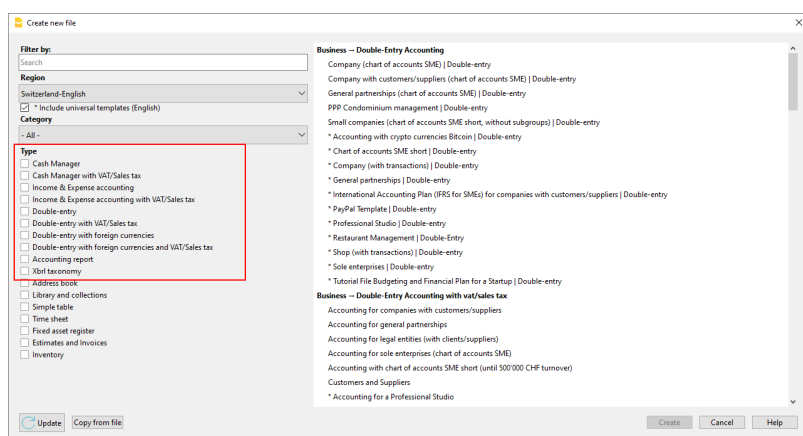 Create new file
Filter by:
Search
Region
Switzerland-English
* Include universal templates (English)
Category
- All -
Type
Cash Manager
Cash Manager with VAT/Sales tax
Income & Expense accounting
Income & Expense accounting with VAT/Sales tax
Double-entry
Double-entry with VAT/Sales tax
Double-entry with foreign currencies
Double-entry with foreign currencies and VAT/Sales tax
Accounting report
Xbrl taxonomy
Address book
Library and collections
Simple table
Time sheet
Fixed asset register
Estimates and Invoices
Inventory
Business → Double-Entry Accounting
Company (chart of accounts SME) | Double-entry
Company with customers/suppliers (chart of accounts SME) | Double-entry
General partnerships (chart of accounts SME) | Double-entry
PPP Condominium management | Double-entry
Small companies (chart of accounts SME short, without subgroups) | Double-entry
* Accounting with crypto currencies Bitcoin | Double-entry
* Chart of accounts SME short | Double-entry
* Company (with transactions) | Double-entry
* General partnerships | Double-entry
* International Accounting Plan (IFRS for SMEs) for companies with customers/suppliers | Double-entry
* PayPal Template | Double-entry
* Professional Studio | Double-entry
* Restaurant Management | Double-Entry
* Shop (with transactions) | Double-entry
* Sole enterprises | Double-entry
* Tutorial File Budgeting and Financial Plan for a Startup | Double-entry
Business → Double-Entry Accounting with vat/sales tax
Accounting for companies with customers/suppliers
Accounting for general partnerships
Accounting for legal entities (with clients/suppliers)
Accounting for sole enterprises (chart of accounts SME)
Accounting with chart of accounts SME short (until 500'000 CHF turnover)
Customers and Suppliers
* Accounting for a Professional Studio
Update
Copy from file
Create
Cancel
Help